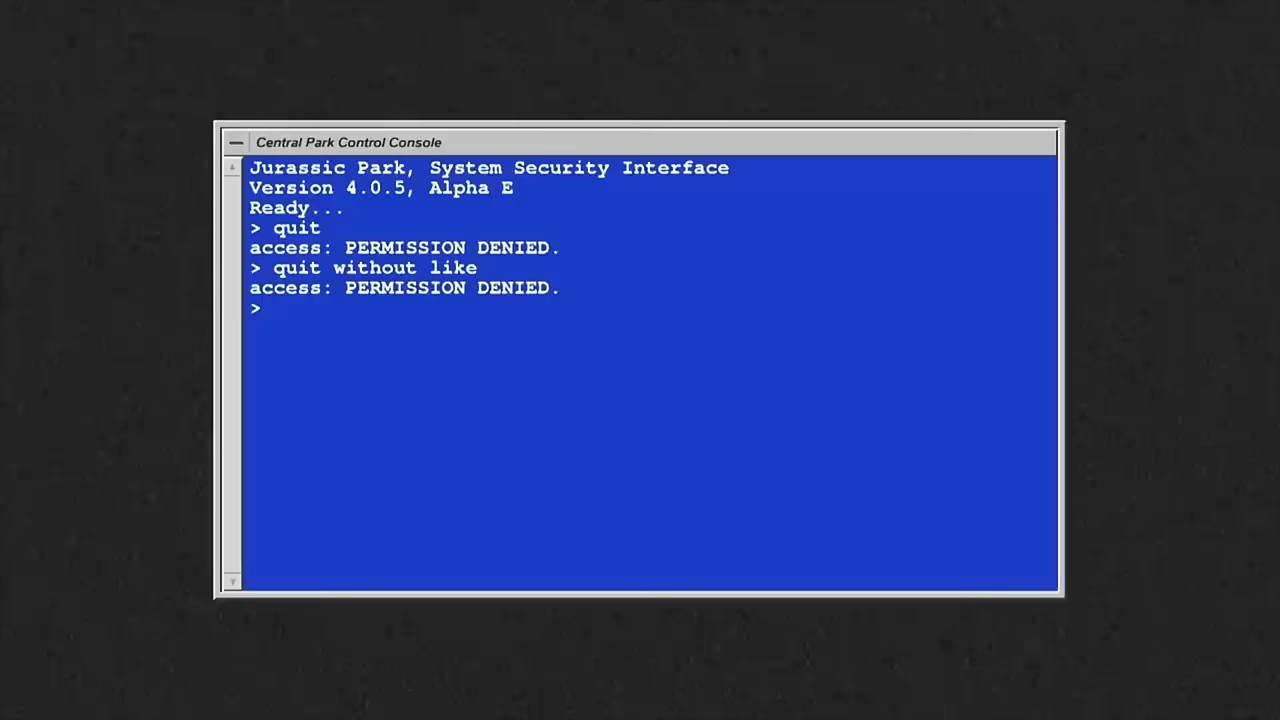 Central Park Control Console
Jurassic Park, System Security Interface
Version 4.0.5, Alpha E
Ready...
> quit
access: PERMISSION DENIED.
> quit without like
access: PERMISSION DENIED.
>